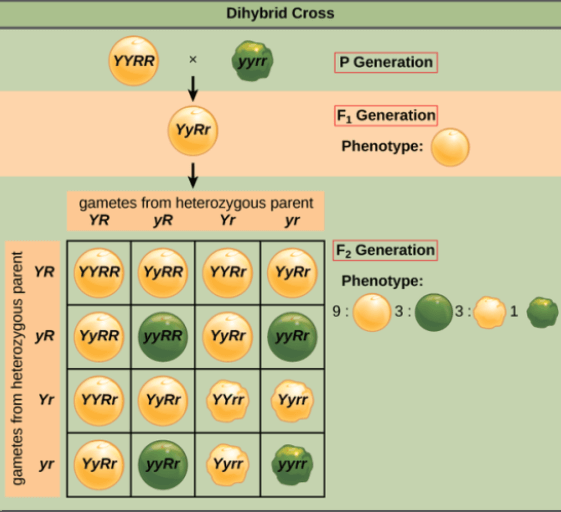 Dihybrid Cross
YYRR × yyrr
P Generation
YyRr
F₁ Generation
Phenotype:
gametes from heterozygous parent
YR yR Yr yr
gametes from heterozygous parent
YR YYRR YyRR YYRr YyRr
yR YyRR yyRR YyRr yyRr
Yr YYRr YyRr YYrr Yyrr
yr YyRr yyRr Yyrr yyrr
F₂ Generation
Phenotype:
9 : 3 : 3 : 1